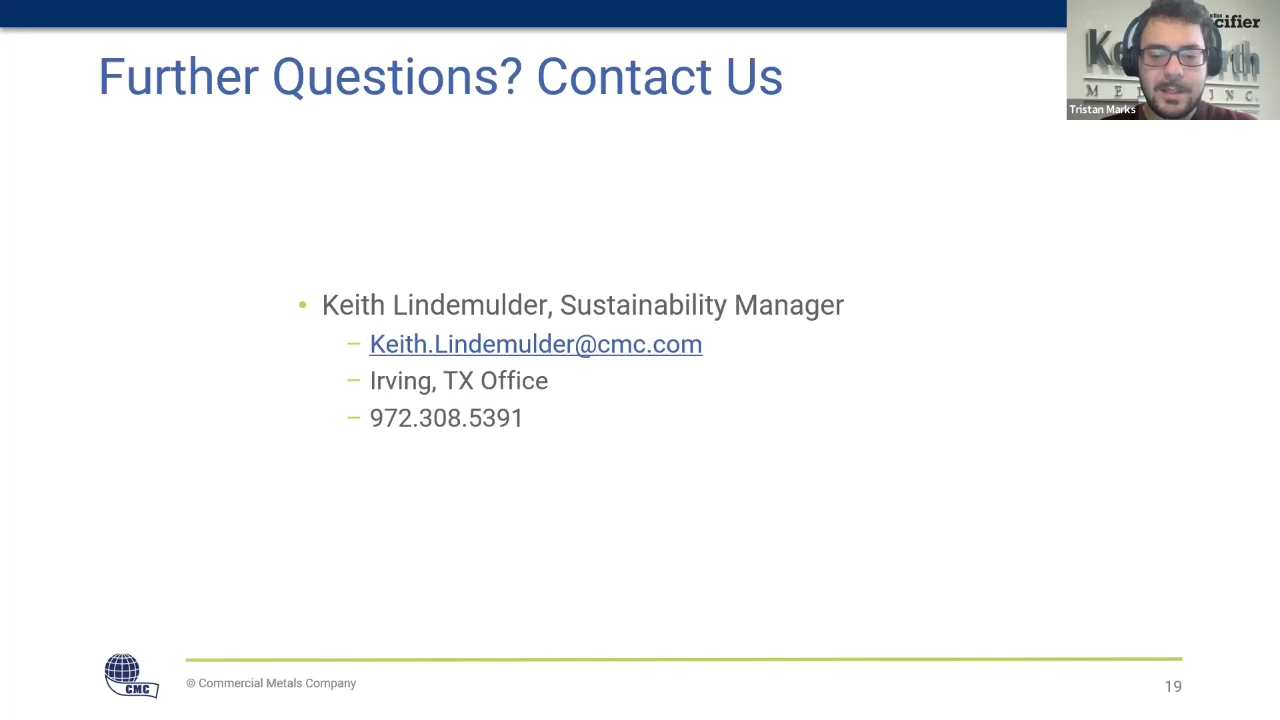 Further Questions? Contact Us
cifier
Tristan Marks
• Keith Lindemulder, Sustainability Manager
– Keith.Lindemulder@cmc.com
– Irving, TX Office
– 972.308.5391
CMC
© Commercial Metals Company
19